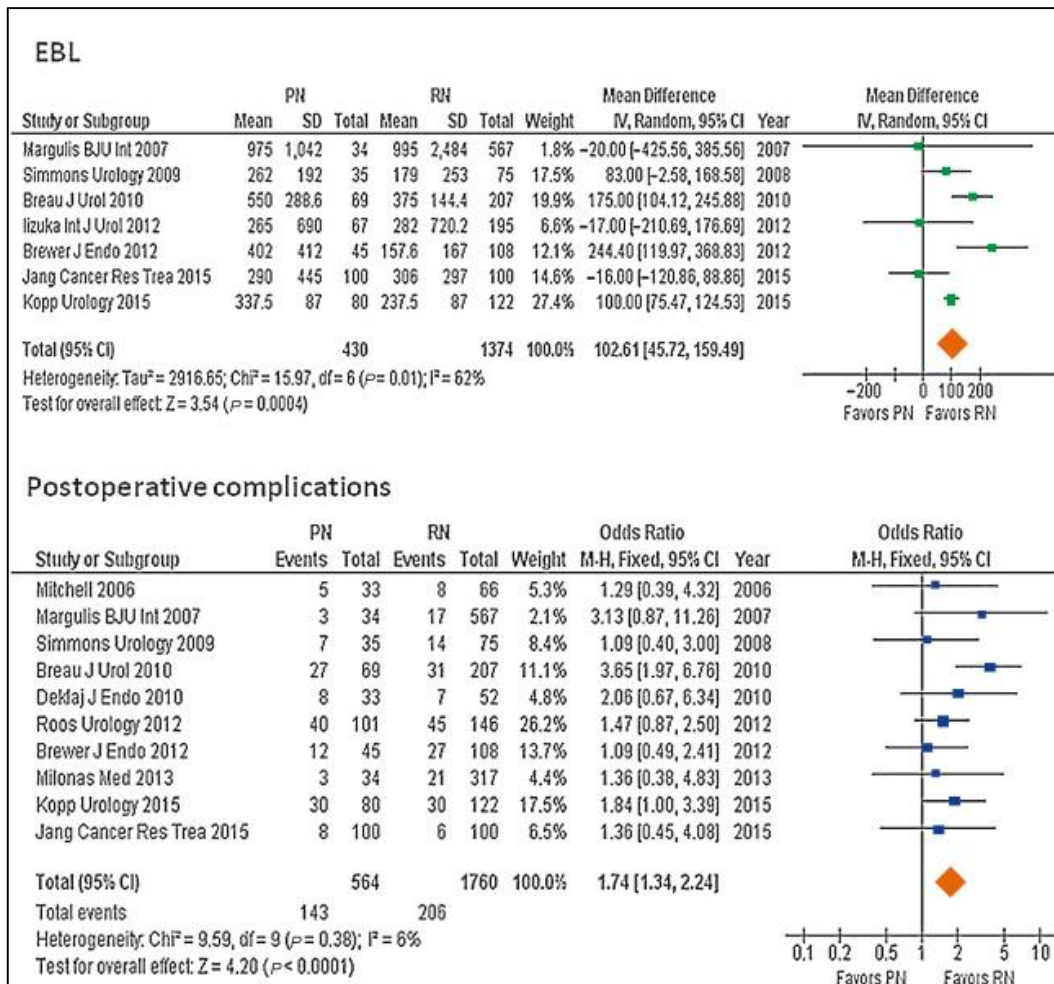 EBL
PN RN Mean Difference Mean Difference
Study or Subgroup Mean SD Total Mean SD Total Weight IV, Random, 95% CI Year IV, Random, 95% CI
Margulis BJU Int 2007 975 1,042 34 995 2,484 567 1.8% −20.00 [−425.56, 385.56] 2007
Simmons Urology 2009 262 192 35 179 253 75 17.5% 83.00 [−2.58, 168.58] 2008
Breau J Urol 2010 550 288.6 69 375 144.4 207 19.9% 175.00 [104.12, 245.88] 2010
Iizuka Int J Urol 2012 265 690 67 282 720.2 195 6.6% −17.00 [−210.69, 176.69] 2012
Brewer J Endo 2012 402 412 45 157.6 167 108 12.1% 244.40 [119.97, 368.83] 2012
Jang Cancer Res Trea 2015 290 445 100 306 297 100 14.6% −16.00 [−120.86, 88.86] 2015
Kopp Urology 2015 337.5 87 80 237.5 87 122 27.4% 100.00 [75.47, 124.53] 2015
Total (95% CI) 430 1374 100.0% 102.61 [45.72, 159.49]
Heterogeneity: Tau² = 2916.65; Chi² = 15.97, df = 6 (p = 0.01); I² = 62%
Test for overall effect: Z = 3.54 (p = 0.0004)
−200 0 100 200
Favors PN Favors RN
Postoperative complications
PN RN Odds Ratio Odds Ratio
Study or Subgroup Events Total Events Total Weight M-H, Fixed, 95% CI Year M-H, Fixed, 95% CI
Mitchell 2006 5 33 8 66 5.3% 1.29 [0.39, 4.32] 2006
Margulis BJU Int 2007 3 34 17 567 2.1% 3.13 [0.87, 11.26] 2007
Simmons Urology 2009 7 35 14 75 8.4% 1.09 [0.40, 3.00] 2008
Breau J Urol 2010 27 69 31 207 11.1% 3.65 [1.97, 6.76] 2010
Deklaj J Endo 2010 8 33 7 52 4.8% 2.06 [0.67, 6.34] 2010
Roos Urology 2012 40 101 45 146 26.2% 1.47 [0.87, 2.50] 2012
Brewer J Endo 2012 12 45 27 108 13.7% 1.09 [0.49, 2.41] 2012
Milonas Med 2013 3 34 21 317 4.4% 1.36 [0.38, 4.83] 2013
Kopp Urology 2015 30 80 30 122 17.5% 1.84 [1.00, 3.39] 2015
Jang Cancer Res Trea 2015 8 100 6 100 6.5% 1.36 [0.45, 4.08] 2015
Total (95% CI) 564 1760 100.0% 1.74 [1.34, 2.24]
Total events 143 206
Heterogeneity: Chi² = 9.59, df = 9 (p = 0.38); I² = 6%
Test for overall effect: Z = 4.20 (p < 0.0001)
0.1 0.2 0.5 1 2 5 10
Favors PN Favors RN